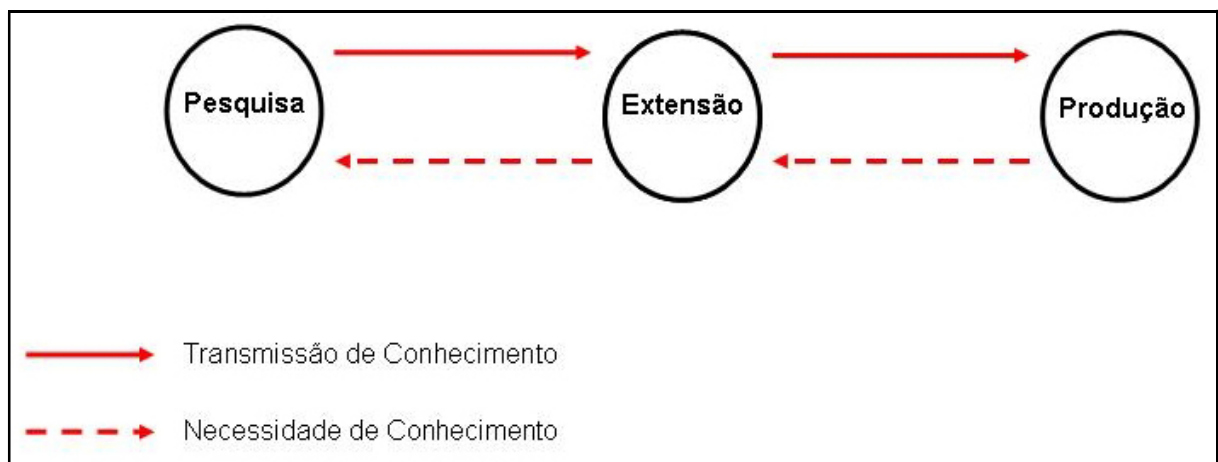 Pesquisa
Extensão
Produção
Transmissão de Conhecimento
Necessidade de Conhecimento